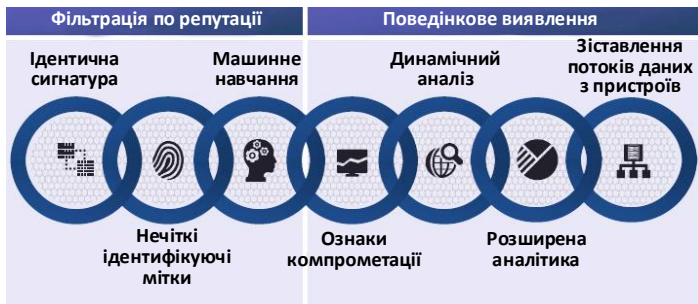 Фільтрація по репутації
Поведінкове виявлення
Ідентична
сигнатура
Машинне
навчання
Динамічний
аналіз
Зіставлення
потоків даних
з пристроїв
Нечіткі
ідентифікуючі
мітки
Ознаки
компрометації
Розширена
аналітика